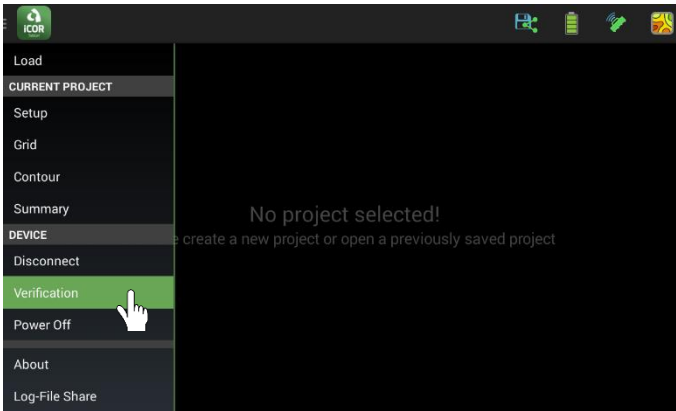 iCOR
Load
CURRENT PROJECT
Setup
Grid
Contour
Summary
No project selected!
e create a new project or open a previously saved project
DEVICE
Disconnect
Verification
Power Off
About
Log-File Share